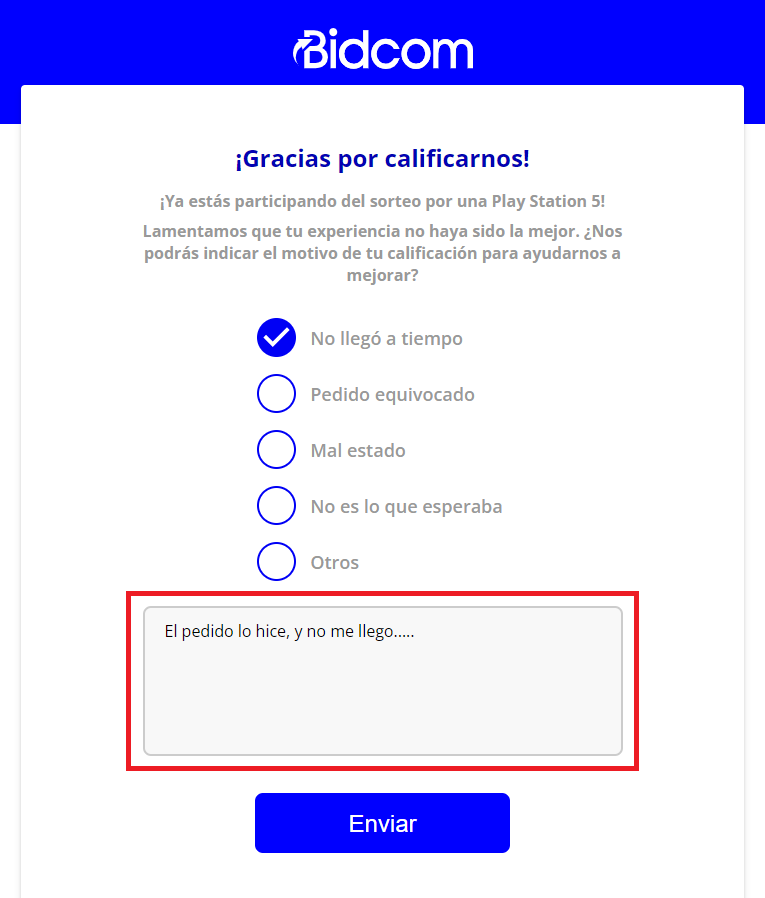 Bidcom
¡Gracias por calificarnos!
¡Ya estás participando del sorteo por una Play Station 5!
Lamentamos que tu experiencia no haya sido la mejor. ¿Nos
podrás indicar el motivo de tu calificación para ayudarnos a
mejorar?
No llegó a tiempo
Pedido equivocado
Mal estado
No es lo que esperaba
Otros
El pedido lo hice, y no me llego.....
Enviar